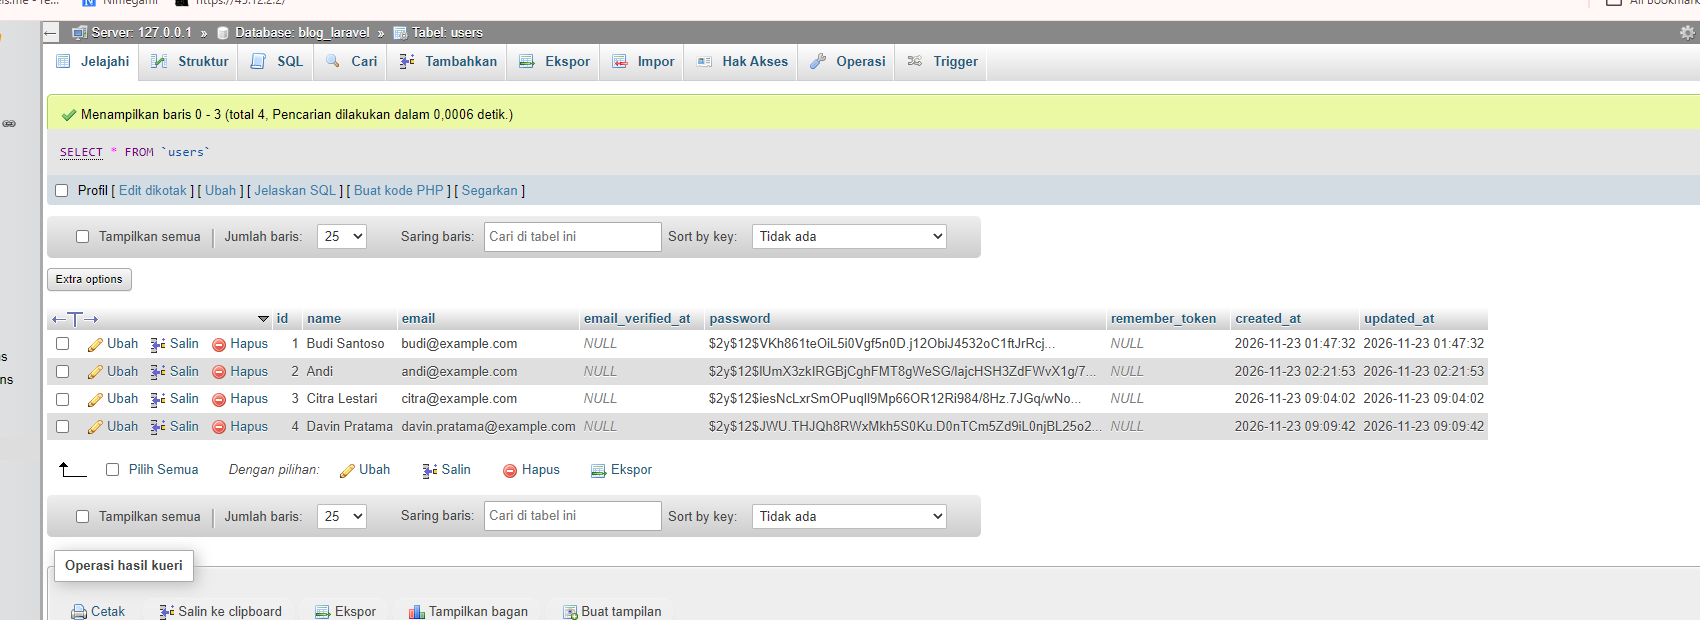 Nimegami https://45.12.2.2/ All Bookmark
Server: 127.0.0.1 » Database: blog_laravel » Tabel: users
Jelajahi Struktur SQL Cari Tambahkan Ekspor Impor Hak Akses Operasi Trigger
Menampilkan baris 0 - 3 (total 4, Pencarian dilakukan dalam 0,0006 detik.)
SELECT * FROM `users`
Profil [ Edit dikotak ] [ Ubah ] [ Jelaskan SQL ] [ Buat kode PHP ] [ Segarkan ]
Tampilkan semua Jumlah baris: 25 Saring baris: Cari di tabel ini Sort by key: Tidak ada
Extra options
id name email email_verified_at password remember_token created_at updated_at
Ubah Salin Hapus 1 Budi Santoso budi@example.com NULL $2y$12$VKh861teOiL5i0Vgf5n0D.j12ObiJ4532oC1ftJrRcj... NULL 2026-11-23 01:47:32 2026-11-23 01:47:32
Ubah Salin Hapus 2 Andi andi@example.com NULL $2y$12$IUmX3zkIRGBjCghFMT8gWeSG/lajcHSH3ZdFWvX1g/7... NULL 2026-11-23 02:21:53 2026-11-23 02:21:53
Ubah Salin Hapus 3 Citra Lestari citra@example.com NULL $2y$12$iesNcLxrSmOPuqIl9Mp66OR12Ri984/8Hz.7JGq/wNo... NULL 2026-11-23 09:04:02 2026-11-23 09:04:02
Ubah Salin Hapus 4 Davin Pratama davin.pratama@example.com NULL $2y$12$JWU.THJQh8RWxMkh5S0Ku.D0nTCm5Zd9iL0njBL25o2... NULL 2026-11-23 09:09:42 2026-11-23 09:09:42
Pilih Semua Dengan pilihan: Ubah Salin Hapus Ekspor
Tampilkan semua Jumlah baris: 25 Saring baris: Cari di tabel ini Sort by key: Tidak ada
Operasi hasil kueri
Cetak Salin ke clipboard Ekspor Tampilkan bagan Buat tampilan